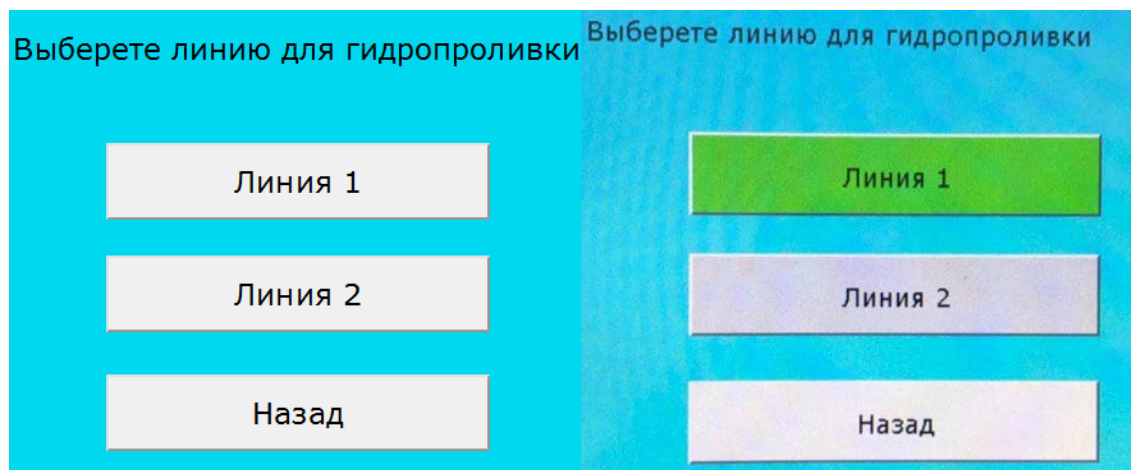 Выберете линию для гидропроливки
Линия 1
Линия 2
Назад
Выберете линию для гидропроливки
Линия 1
Линия 2
Назад